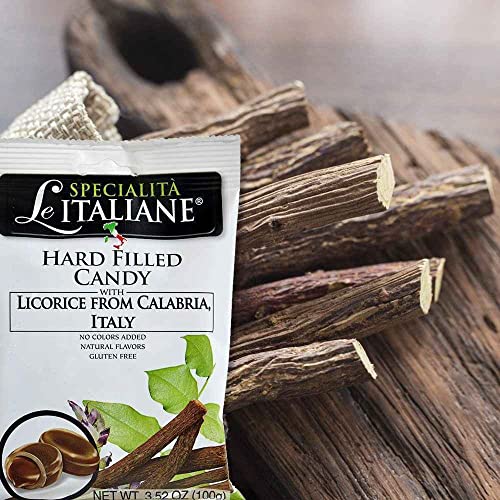 SPECIALITÀ
Le ITALIANE®
HARD FILLED
CANDY
WITH
LICORICE FROM CALABRIA,
ITALY
NO COLORS ADDED
NATURAL FLAVORS
GLUTEN FREE
NET WT 3.52 OZ (100g)